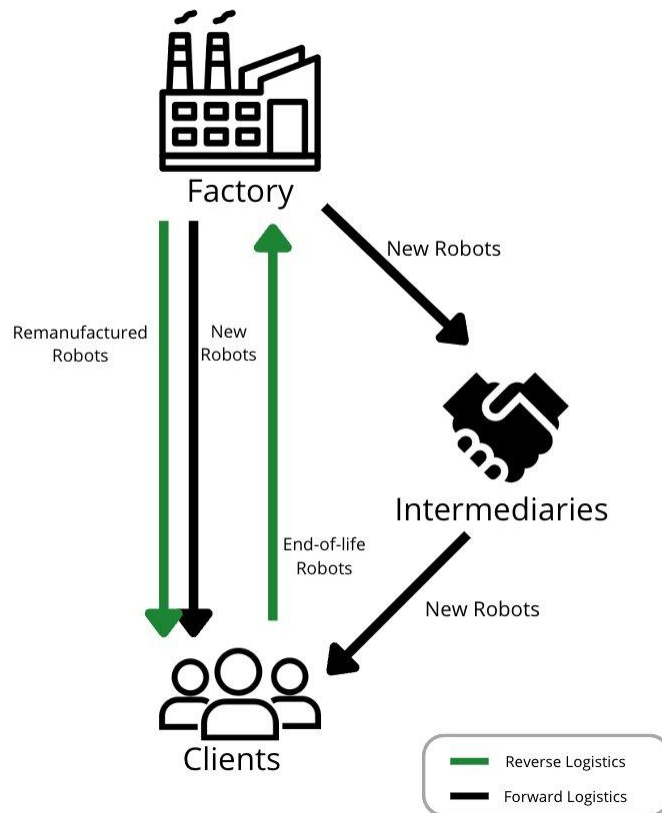 Factory
New Robots
Remanufactured
Robots
New
Robots
Intermediaries
End-of-life
Robots
New Robots
Clients
Reverse Logistics
Forward Logistics